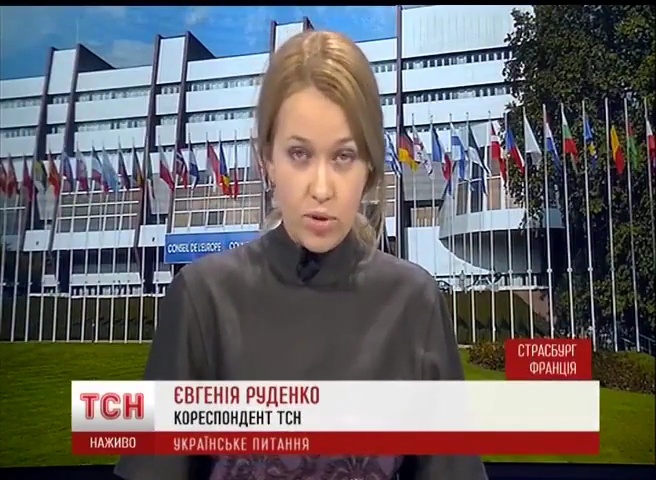 CONSEIL DE L'EUROPE
СТРАСБУРГ
ФРАНЦІЯ
ТСН
ЄВГЕНІЯ РУДЕНКО
КОРЕСПОНДЕНТ ТСН
НАЖИВО
УКРАЇНСЬКЕ ПИТАННЯ